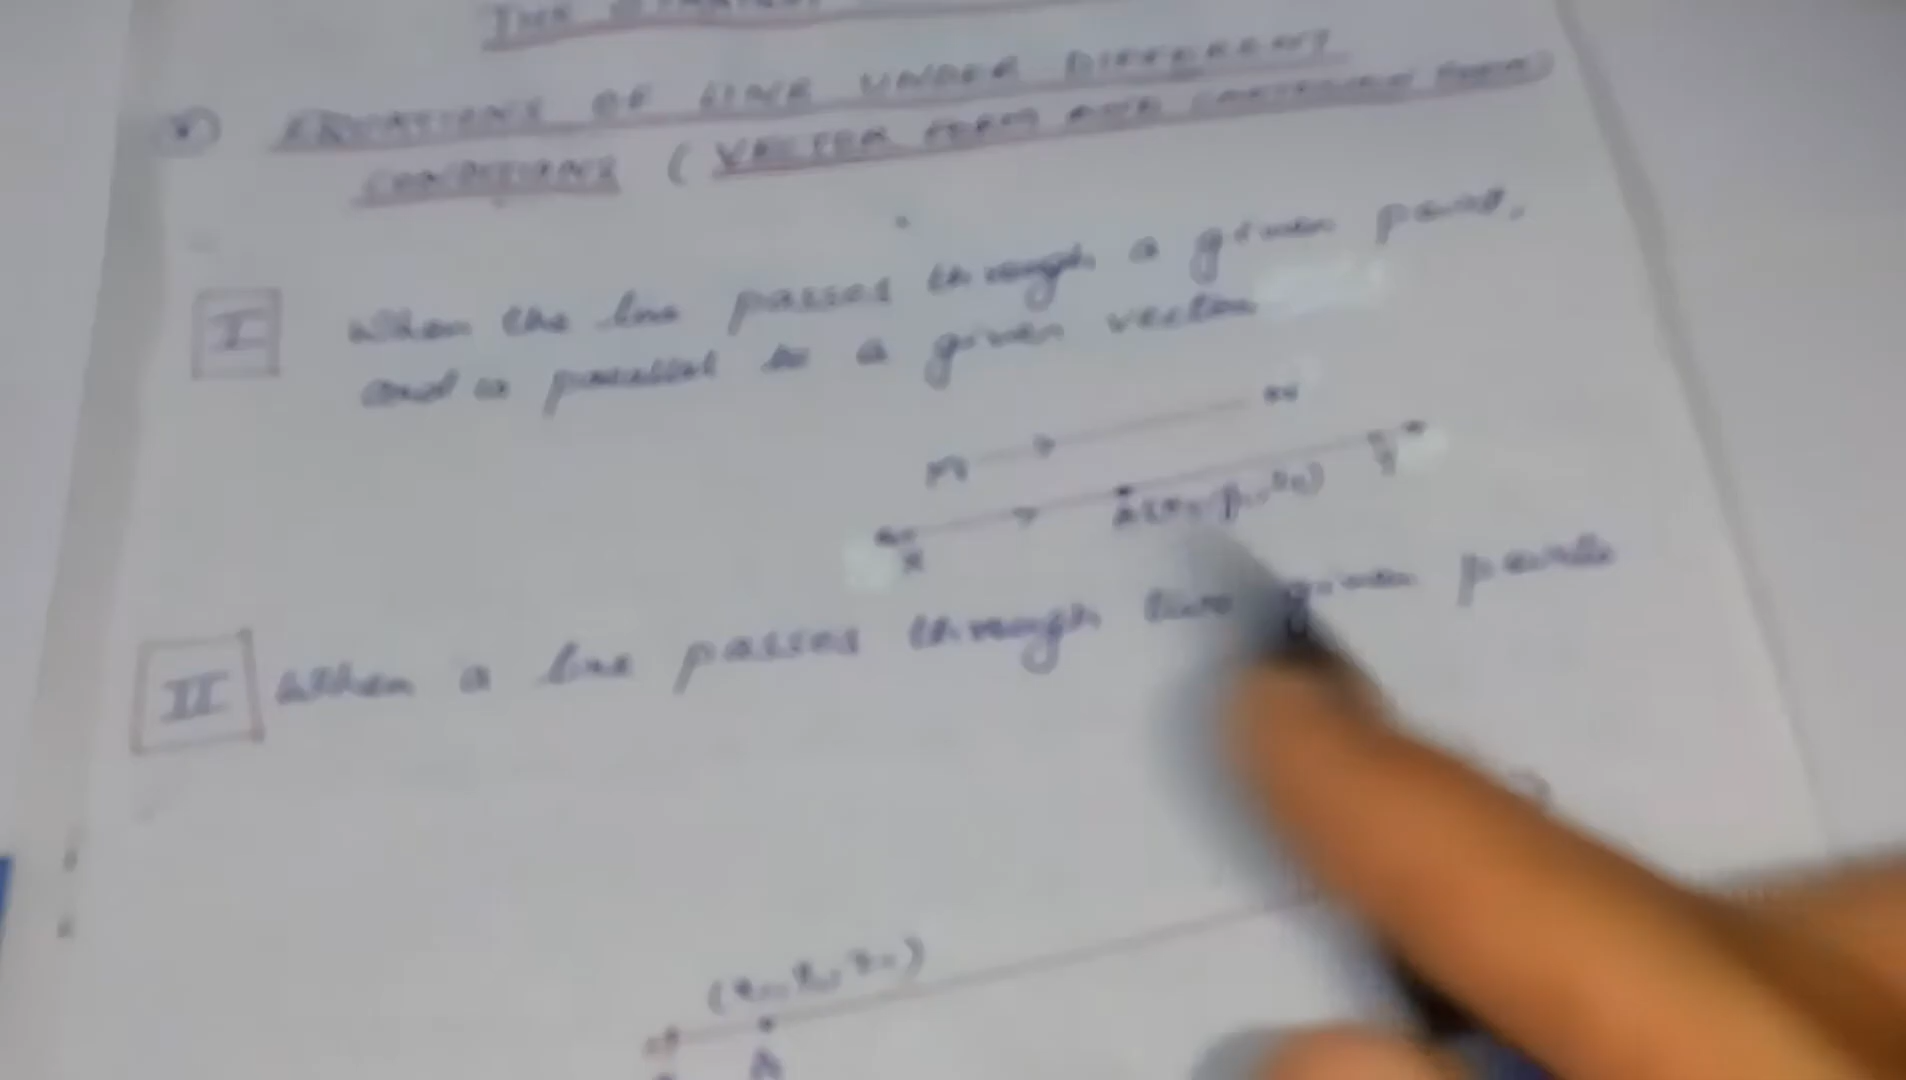 EQUATIONS OF LINE UNDER DIFFERENT
CONDITIONS (VECTOR FORM AND CARTESIAN FORM)
I When the line passes through a given point,
and is parallel to a given vector
M
A
II When a line passes through two given points
A